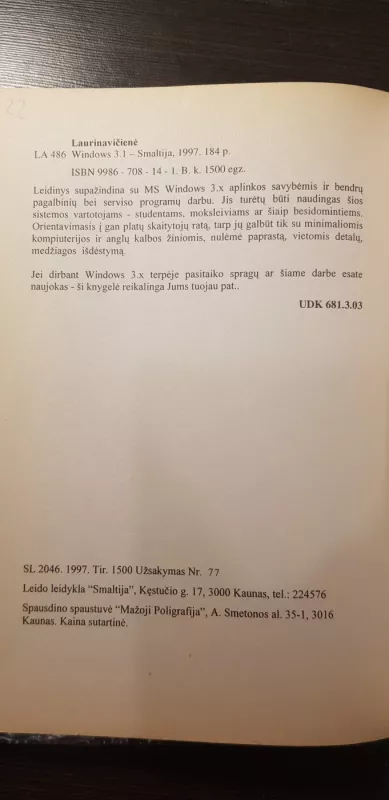 22
Laurinavičienė
LA 486 Windows 3.1 – Smaltija, 1997. 184 p.
ISBN 9986 - 708 - 14 - 1. B. k. 1500 egz.
Leidinys supažindina su MS Windows 3.x aplinkos savybėmis ir bendrų
pagalbinių bei serviso programų darbu. Jis turėtų būti naudingas šios
sistemos vartotojams - studentams, moksleiviams ar šiaip besidomintiems.
Orientavimasis į gan platų skaitytojų ratą, tarp jų galbūt tik su minimaliomis
kompiuterijos ir anglų kalbos žiniomis, nulėmė paprastą, vietomis detalų,
medžiagos išdėstymą.
Jei dirbant Windows 3.x terpėje pasitaiko spragų ar šiame darbe esate
naujokas - ši knygelė reikalinga Jums tuojau pat..
UDK 681.3.03
SL 2046. 1997. Tir. 1500 Užsakymas Nr. 77
Leido leidykla “Smaltija”, Kęstučio g. 17, 3000 Kaunas, tel.: 224576
Spausdino spaustuvė “Mažoji Poligrafija”, A. Smetonos al. 35-1, 3016
Kaunas. Kaina sutartinė.